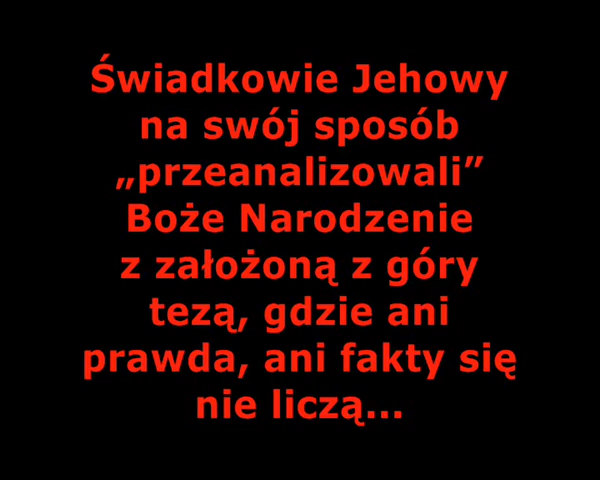 Świadkowie Jehowy
na swój sposób
„przeanalizowali”
Boże Narodzenie
z założoną z góry
tezą, gdzie ani
prawda, ani fakty się
nie liczą...